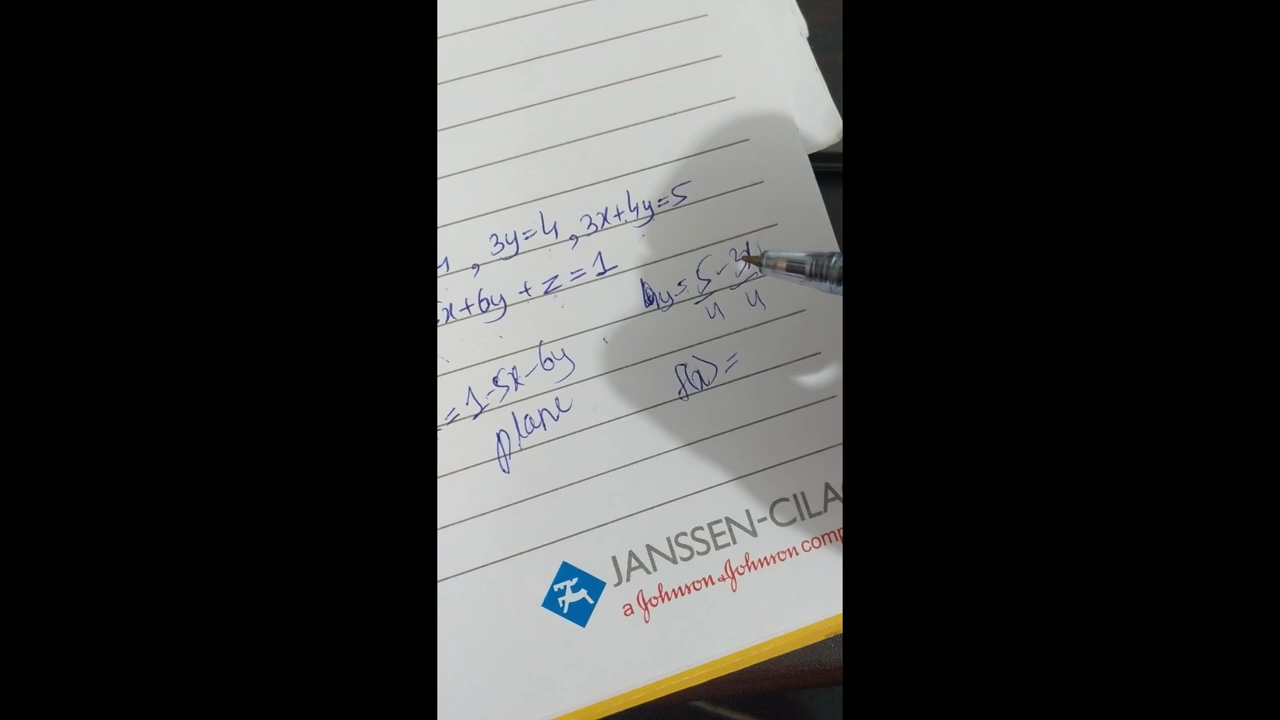 , 3y=4 , 3x+4y=5
x+6y + z = 1
y = 5 - 3x
4 4
= 1-5x-6y
f(x) =
plane
JANSSEN-CILA
a Johnson & Johnson comp